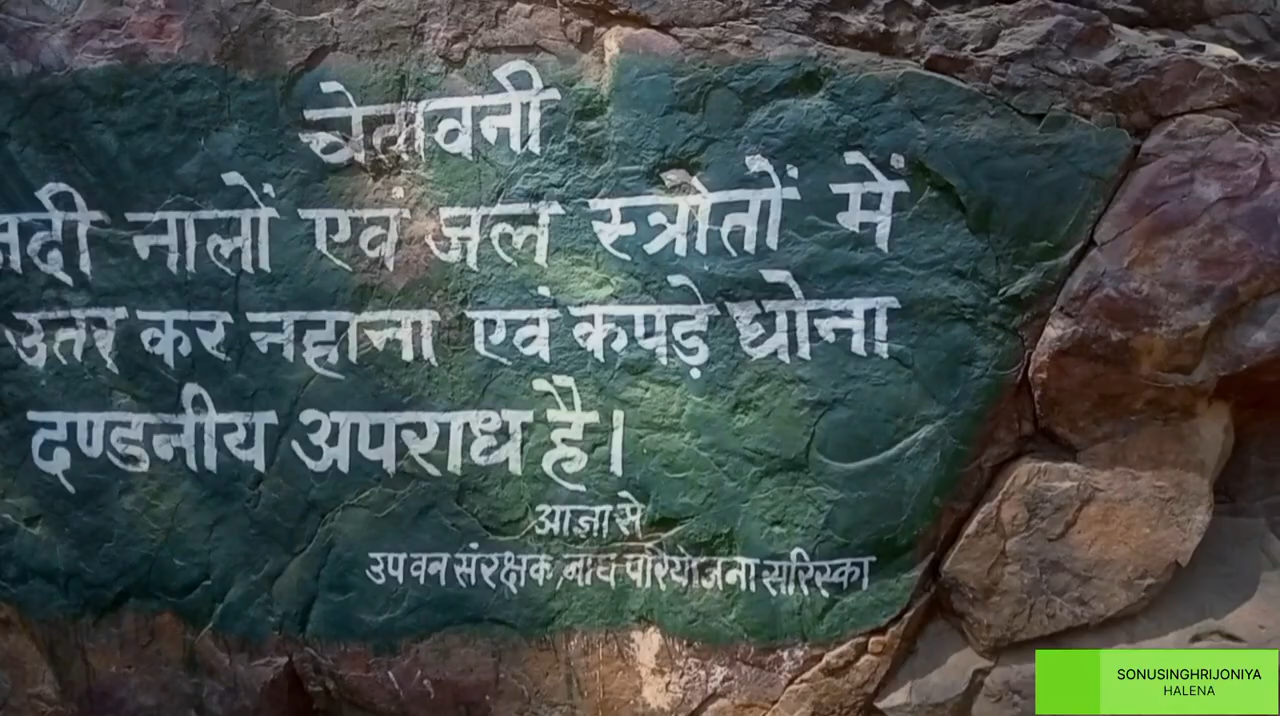 चेतावनी
नदी नालों एवं जल स्त्रौतों में
उतर कर नहाना एवं कपड़े धोना
दण्डनीय अपराध है।
आज्ञा से
उप वन संरक्षक बाघ परियोजना सरिस्का
SONUSINGHRIJONIYA
HALENA